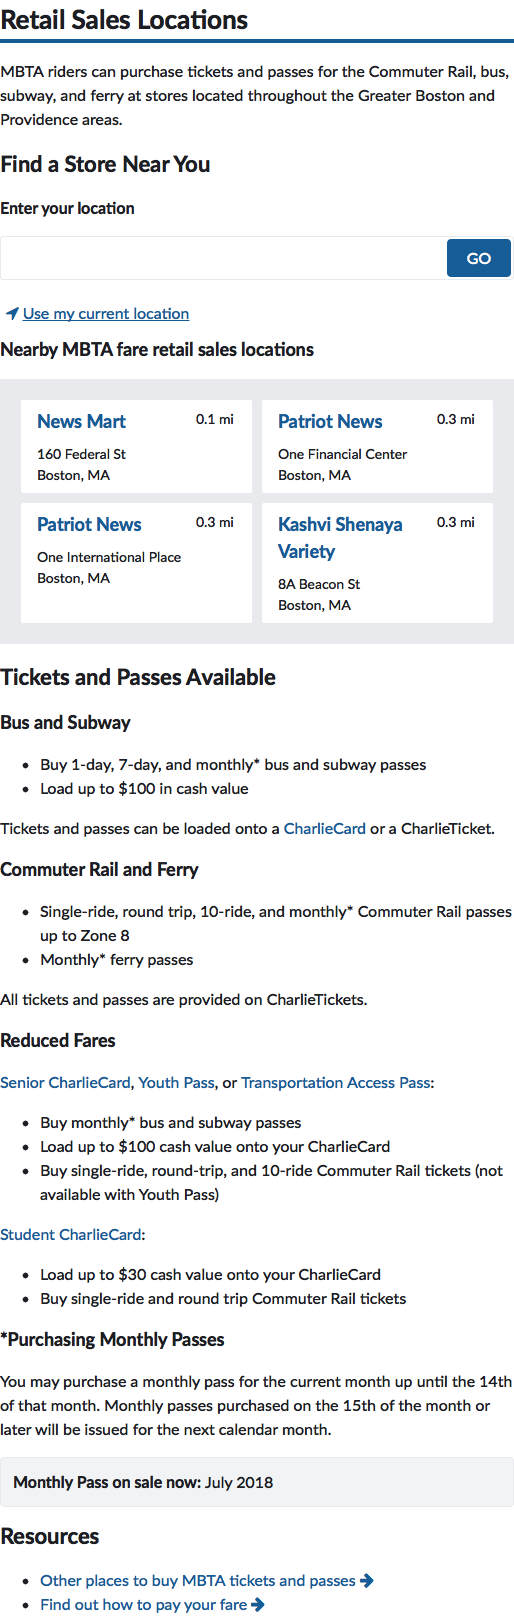 Retail Sales Locations
MBTA riders can purchase tickets and passes for the Commuter Rail, bus,
subway, and ferry at stores located throughout the Greater Boston and
Providence areas.
Find a Store Near You
Enter your location
GO
Use my current location
Nearby MBTA fare retail sales locations
News Mart 0.1 mi
160 Federal St
Boston, MA
Patriot News 0.3 mi
One Financial Center
Boston, MA
Patriot News 0.3 mi
One International Place
Boston, MA
Kashvi Shenaya 0.3 mi
Variety
8A Beacon St
Boston, MA
Tickets and Passes Available
Bus and Subway
• Buy 1-day, 7-day, and monthly* bus and subway passes
• Load up to $100 in cash value
Tickets and passes can be loaded onto a CharlieCard or a CharlieTicket.
Commuter Rail and Ferry
• Single-ride, round trip, 10-ride, and monthly* Commuter Rail passes
up to Zone 8
• Monthly* ferry passes
All tickets and passes are provided on CharlieTickets.
Reduced Fares
Senior CharlieCard, Youth Pass, or Transportation Access Pass:
• Buy monthly* bus and subway passes
• Load up to $100 cash value onto your CharlieCard
• Buy single-ride, round-trip, and 10-ride Commuter Rail tickets (not
available with Youth Pass)
Student CharlieCard:
• Load up to $30 cash value onto your CharlieCard
• Buy single-ride and round trip Commuter Rail tickets
*Purchasing Monthly Passes
You may purchase a monthly pass for the current month up until the 14th
of that month. Monthly passes purchased on the 15th of the month or
later will be issued for the next calendar month.
Monthly Pass on sale now: July 2018
Resources
• Other places to buy MBTA tickets and passes →
• Find out how to pay your fare →